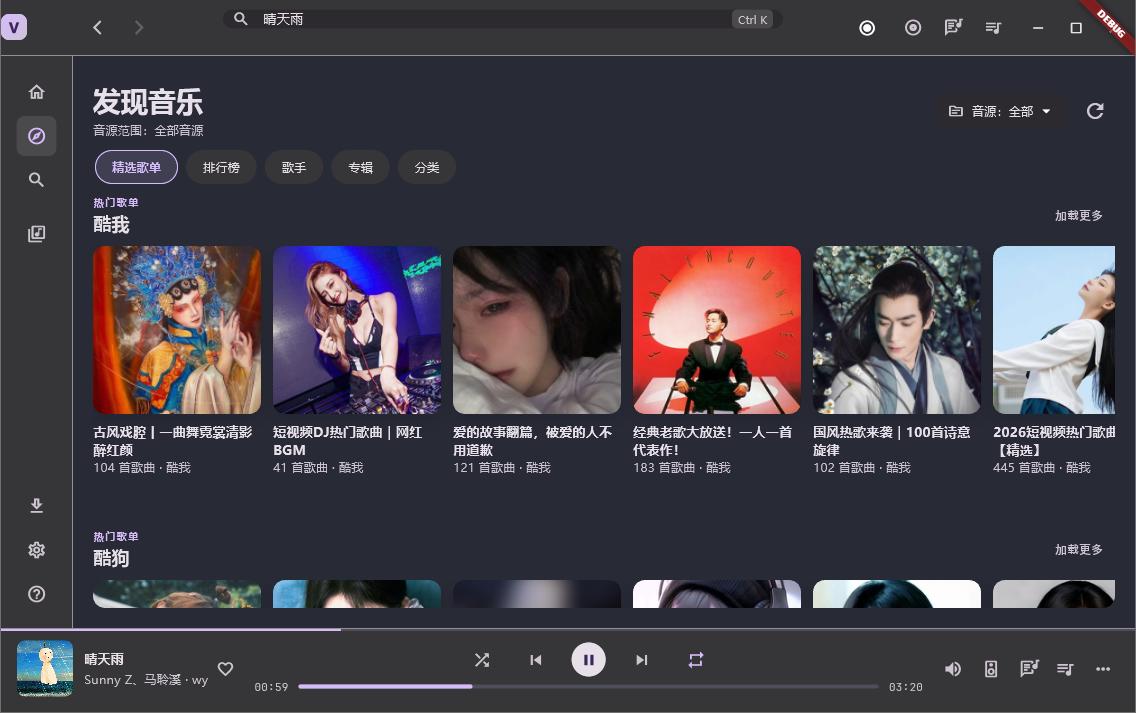 V
晴天雨
Ctrl K
DEBUG
发现音乐
音源范围：全部音源
音源：全部
精选歌单
排行榜
歌手
专辑
分类
热门歌单
酷我
加载更多
古风戏腔丨一曲舞霓裳清影
醉红颜
104 首歌曲 · 酷我
短视频DJ热门歌曲 | 网红
BGM
41 首歌曲 · 酷我
爱的故事翻篇，被爱的人不
用道歉
121 首歌曲 · 酷我
经典老歌大放送！一人一首
代表作！
183 首歌曲 · 酷我
国风热歌来袭 | 100首诗意
旋律
102 首歌曲 · 酷我
2026短视频热门歌曲
【精选】
445 首歌曲 · 酷我
热门歌单
酷狗
加载更多
晴天雨
Sunny Z、马聆溪 · wy
00:59
03:20